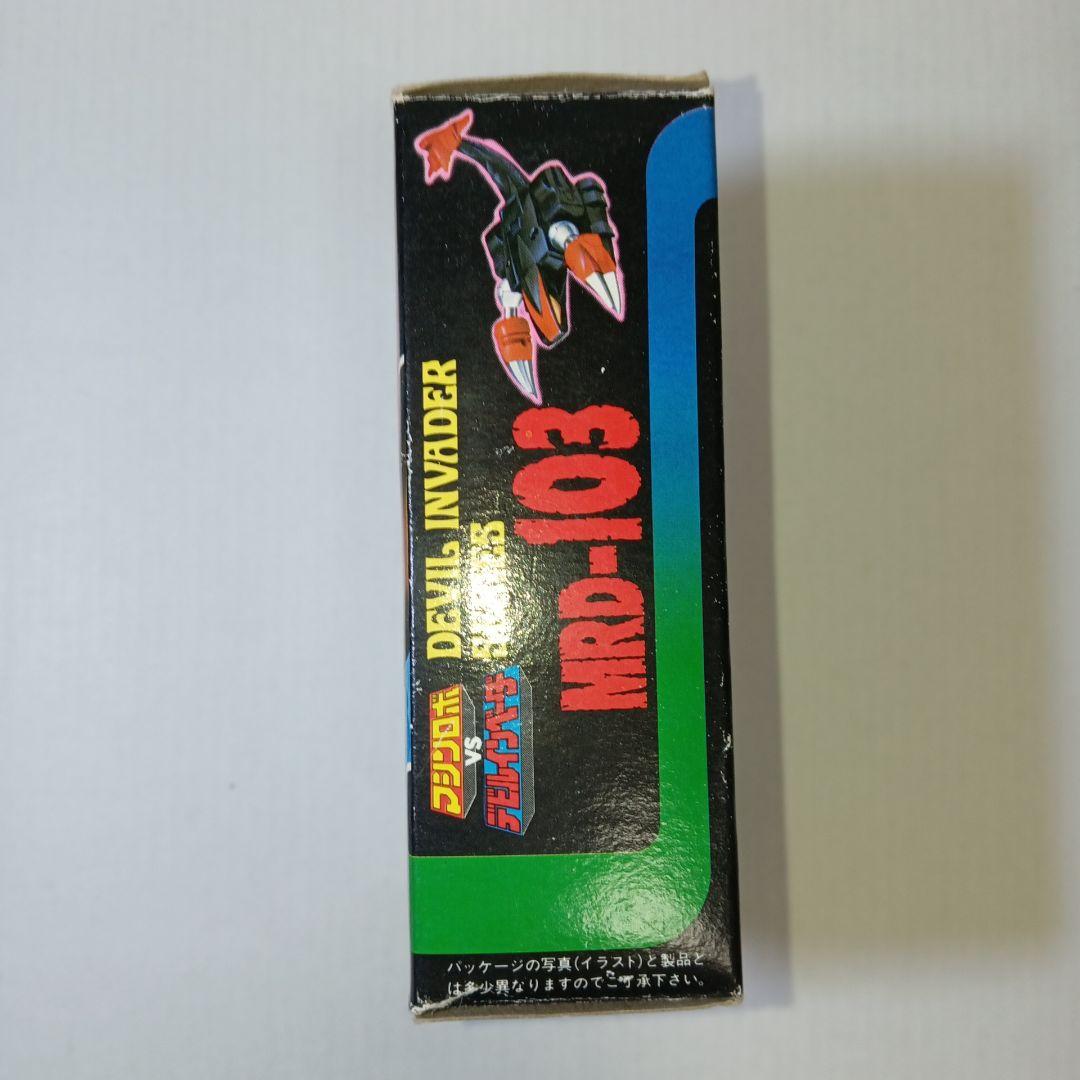 マシンロボ
VS
デビルインベーダー
DEVIL INVADER
SERIES
MRD-103
パッケージの写真(イラスト)と製品と
は多少異なりますのでご了承下さい。